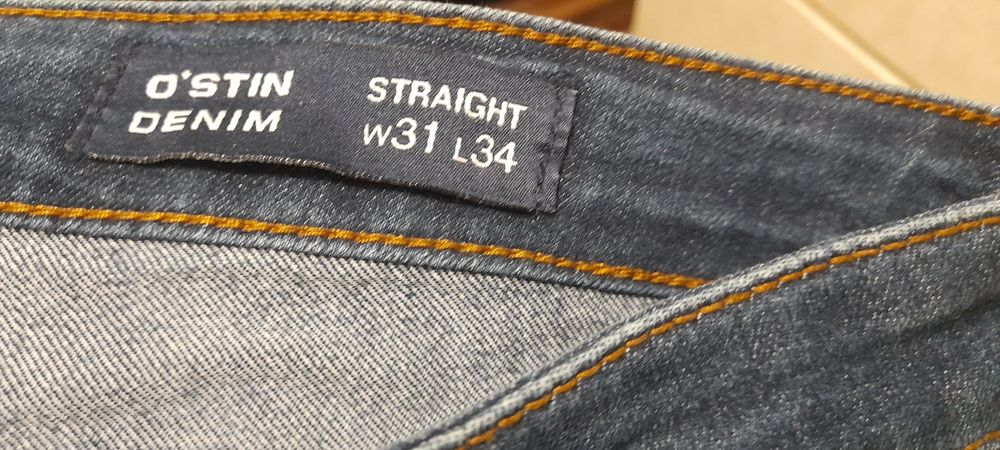 O'STIN
DENIM
STRAIGHT
W31 L34